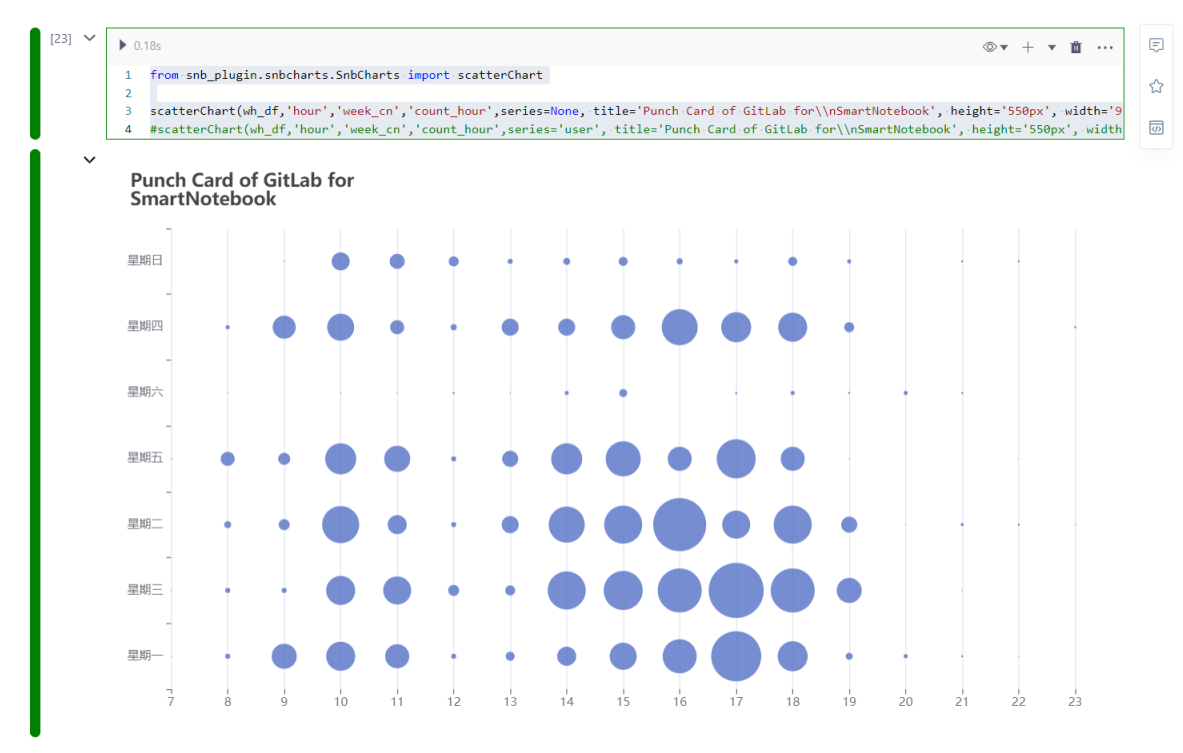 [23]
0.18s
1 from snb_plugin.snbcharts.SnbCharts import scatterChart
2
3 scatterChart(wh_df,'hour','week_cn','count_hour',series=None, title='Punch Card of GitLab for\\nSmartNotebook', height='550px', width='9
4 #scatterChart(wh_df,'hour','week_cn','count_hour',series='user', title='Punch Card of GitLab for\\nSmartNotebook', height='550px', width
Punch Card of GitLab for
SmartNotebook
星期日
星期四
星期六
星期五
星期二
星期三
星期一
7 8 9 10 11 12 13 14 15 16 17 18 19 20 21 22 23